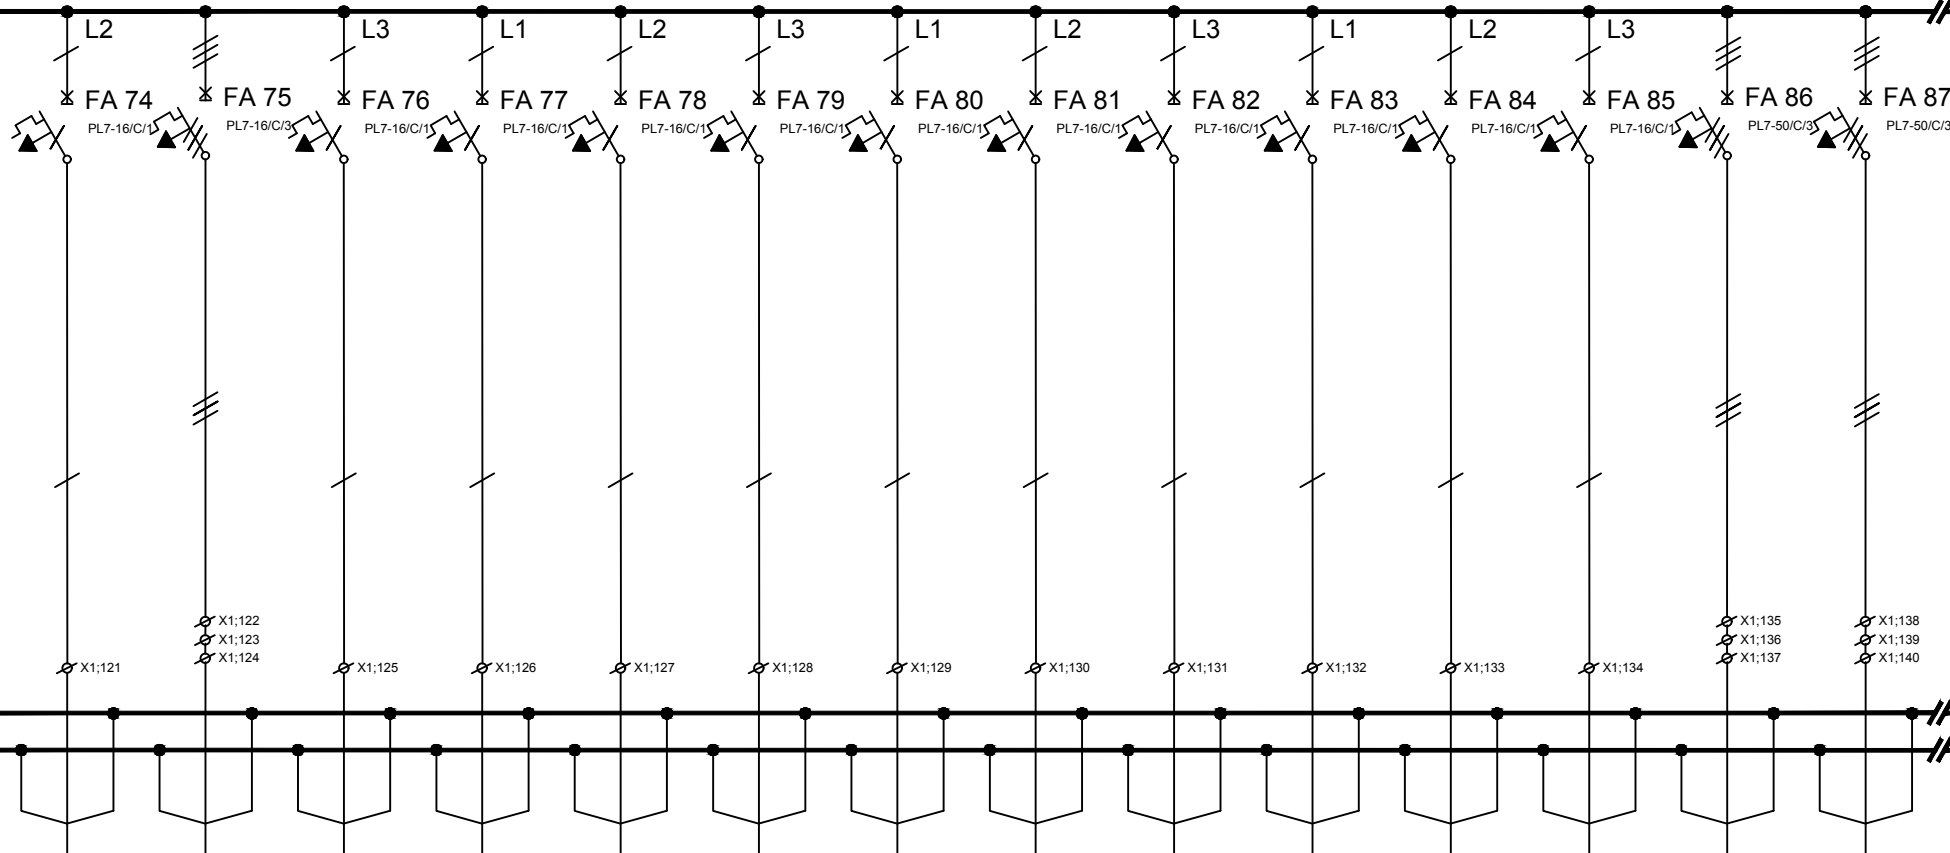 L2 L3 L1 L2 L3 L1 L2 L3 L1 L2 L3
FA 74 FA 75 FA 76 FA 77 FA 78 FA 79 FA 80 FA 81 FA 82 FA 83 FA 84 FA 85 FA 86 FA 87
PL7-16/C/1 PL7-16/C/3 PL7-16/C/1 PL7-16/C/1 PL7-16/C/1 PL7-16/C/1 PL7-16/C/1 PL7-16/C/1 PL7-16/C/1 PL7-16/C/1 PL7-16/C/1 PL7-16/C/1 PL7-50/C/3 PL7-50/C/3
X1;122 X1;135 X1;138
X1;123 X1;136 X1;139
X1;124 X1;137 X1;140
X1;121 X1;125 X1;126 X1;127 X1;128 X1;129 X1;130 X1;131 X1;132 X1;133 X1;134